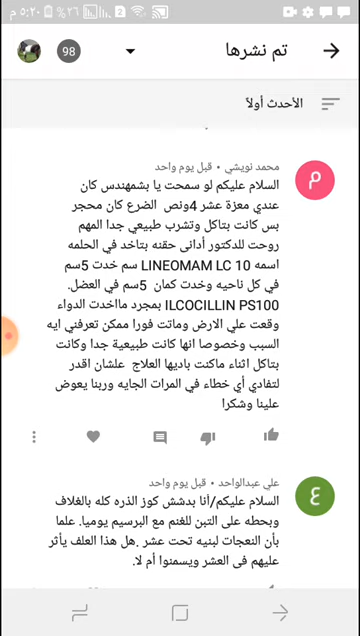 م ٥:٢٠ %٢٦ 2
تم نشرها 98
الأحدث أولاً
محمد نويشي • قبل يوم واحد
السلام عليكم لو سمحت يا بشمهندس كان
عندي معزة عشر 4ونص الضرع كان محجر
بس كانت بتاكل وتشرب طبيعي جدا المهم
روحت للدكتور أدانى حقنه بتاخد في الحلمه
اسمه LINEOMAM LC 10 سم خدت 5سم
في كل ناحيه وخدت كمان 5سم في العضل.
ILCOCILLIN PS100 بمجرد مااخدت الدواء
وقعت علي الارض وماتت فورا ممكن تعرفني ايه
السبب وخصوصا انها كانت طبيعية جدا وكانت
بتاكل اثناء ماكنت باديها العلاج علشان اقدر
لتفادي أي خطاء في المرات الجايه وربنا يعوض
علينا وشكرا
م
علي عبدالواحد • قبل يوم واحد
السلام عليكم/أنا بدشش كوز الذره كله بالغلاف
وبحطه على التبن للغنم مع البرسيم يوميا. علما
بأن النعجات لبنيه تحت عشر .هل هذا العلف يأثر
عليهم فى العشر ويسمنوا أم لا.
ع